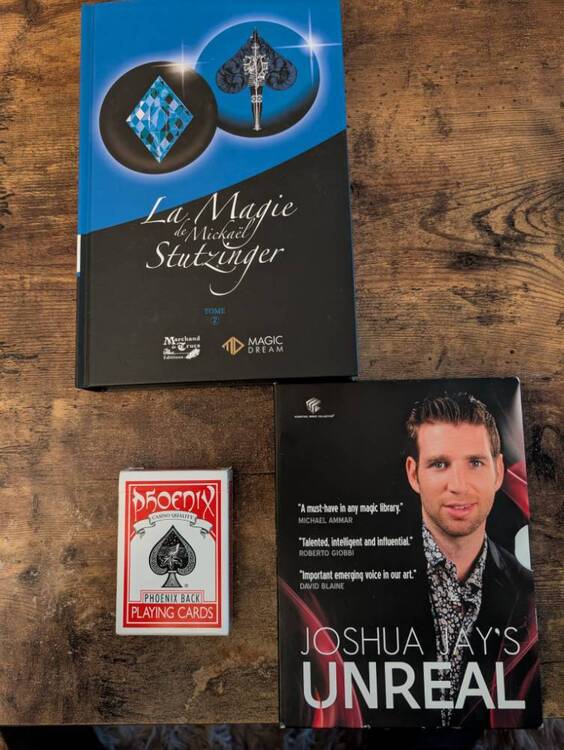 La Magie
de Mickaël
Stutzinger
TOME
2
Marchand
de Trucs
Editions
MAGIC
DREAM
"A must-have in any magic library."
MICHAEL AMMAR
"Talented, intelligent and influential."
ROBERTO GIOBBI
"Important emerging voice in our art."
DAVID BLAINE
JOSHUA JAY'S
UNREAL
PHOENIX
CASINO QUALITY
PHOENIX BACK
PLAYING CARDS